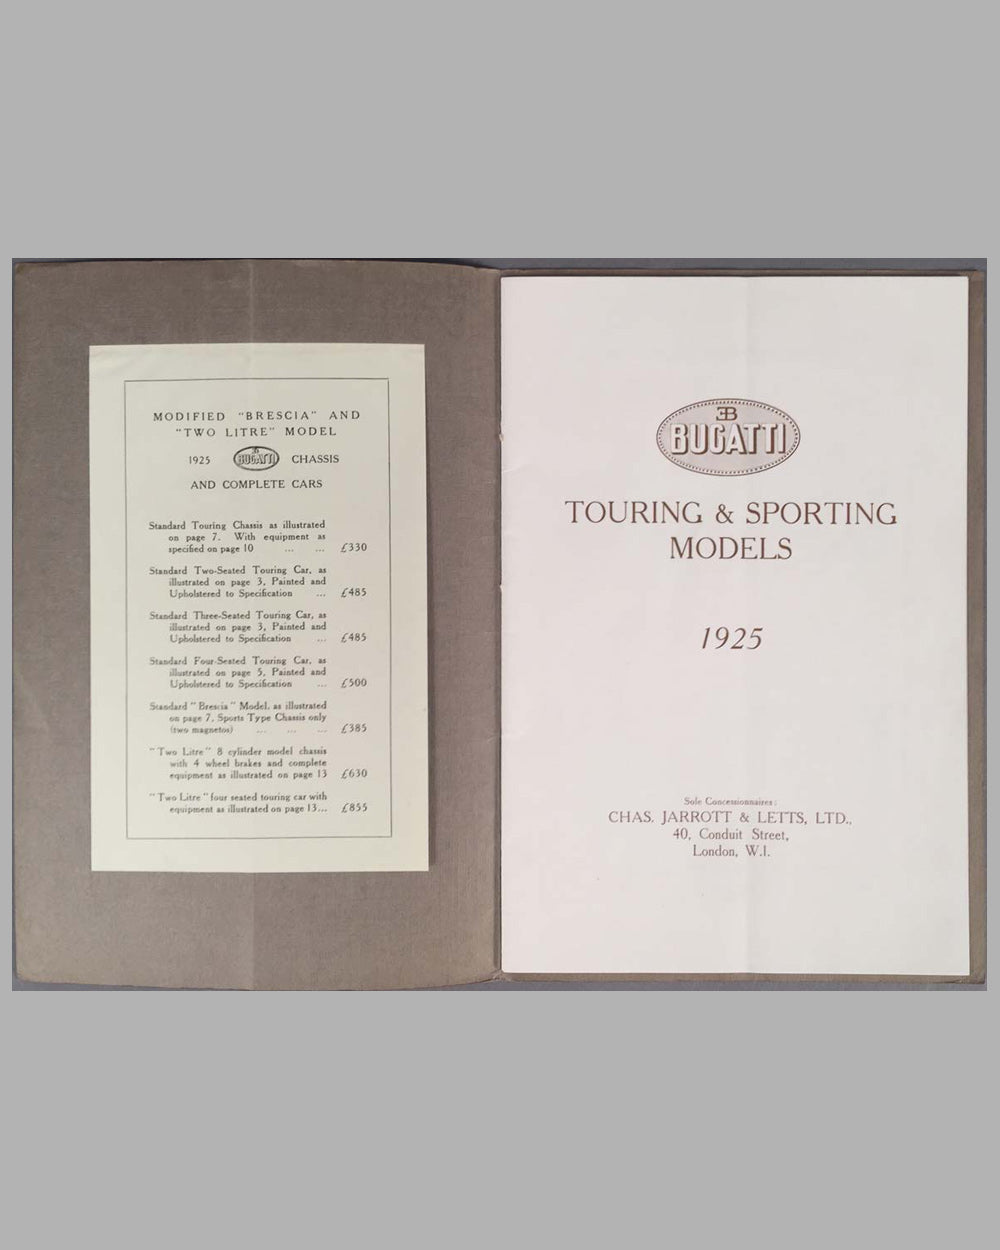 MODIFIED "BRESCIA" AND
"TWO LITRE" MODEL
1925 EB BUGATTI CHASSIS
AND COMPLETE CARS
Standard Touring Chassis as illustrated
on page 7. With equipment as
specified on page 10 ... ... £330
Standard Two-Seated Touring Car, as
illustrated on page 3, Painted and
Upholstered to Specification ... £485
Standard Three-Seated Touring Car, as
illustrated on page 3, Painted and
Upholstered to Specification ... £485
Standard Four-Seated Touring Car, as
illustrated on page 5, Painted and
Upholstered to Specification ... £500
Standard "Brescia" Model, as illustrated
on page 7, Sports Type Chassis only
(two magnetos) ... ... ... £385
"Two Litre" 8 cylinder model chassis
with 4 wheel brakes and complete
equipment as illustrated on page 13 £630
"Two Litre" four seated touring car with
equipment as illustrated on page 13... £855
EB
BUGATTI
TOURING & SPORTING
MODELS
1925
Sole Concessionnaires:
CHAS. JARROTT & LETTS, LTD.,
40, Conduit Street,
London, W.1.